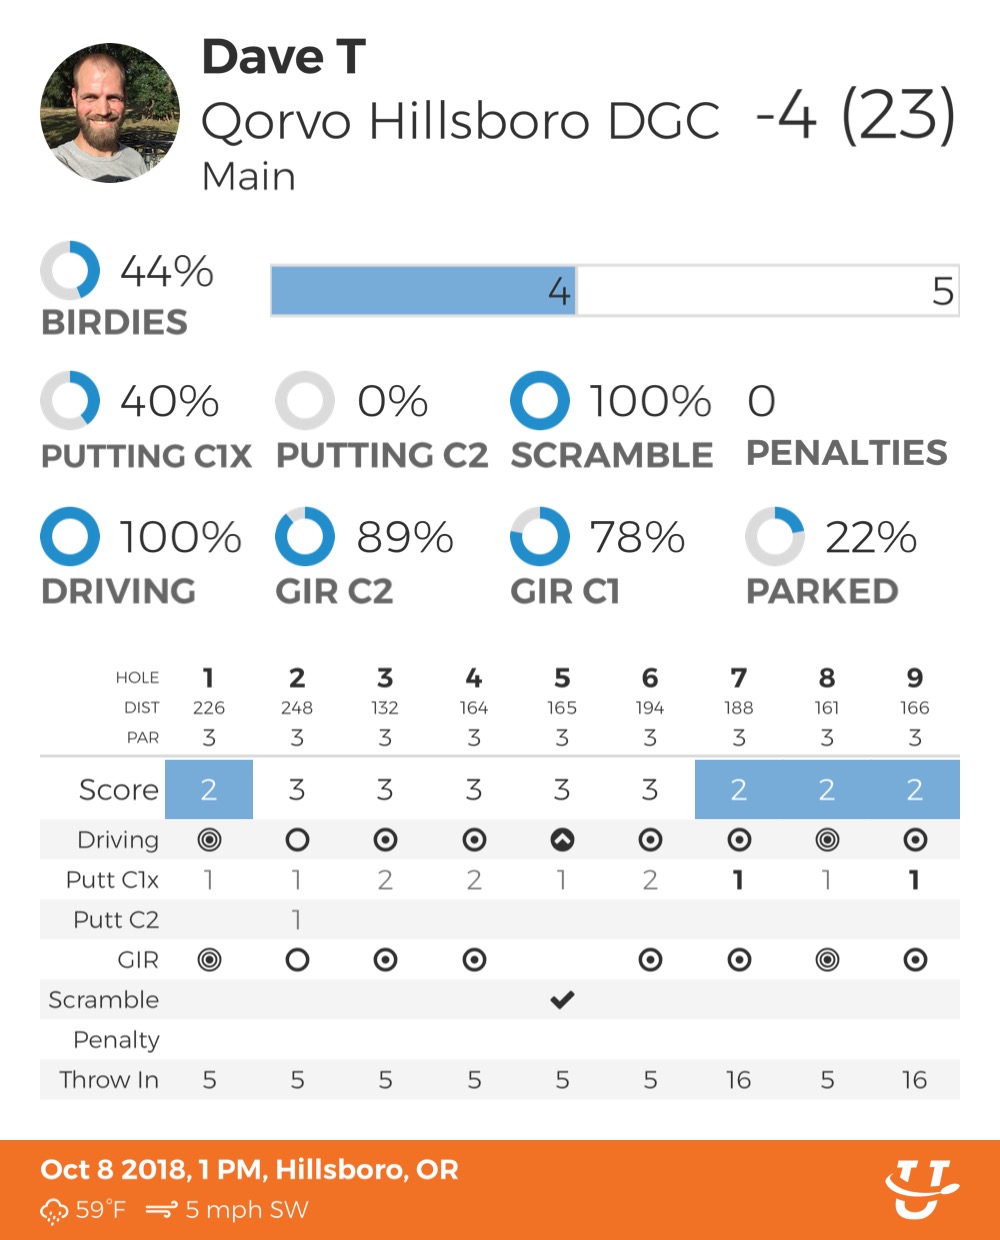 Dave T
Qorvo Hillsboro DGC -4 (23)
Main
44%
BIRDIES
4 5
40% 0% 100% 0
PUTTING C1X PUTTING C2 SCRAMBLE PENALTIES
100% 89% 78% 22%
DRIVING GIR C2 GIR C1 PARKED
HOLE 1 2 3 4 5 6 7 8 9
DIST 226 248 132 164 165 194 188 161 166
PAR 3 3 3 3 3 3 3 3 3
Score 2 3 3 3 3 3 2 2 2
Driving
Putt C1x 1 1 2 2 1 2 1 1 1
Putt C2 1
GIR
Scramble
Penalty
Throw In 5 5 5 5 5 5 16 5 16
Oct 8 2018, 1 PM, Hillsboro, OR
59°F 5 mph SW